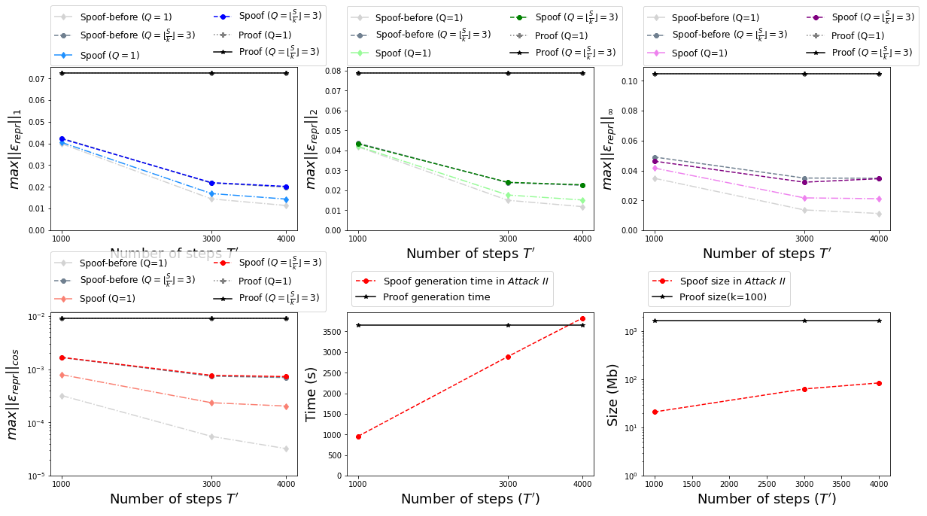 Spoof-before (Q = 1)
Spoof-before (Q = ⌊S/k⌋ = 3)
Spoof (Q = 1)
Spoof (Q = ⌊S/k⌋ = 3)
Proof (Q=1)
Proof (Q = ⌊S/k⌋ = 3)
max||ε_repr||_1
0.07
0.06
0.05
0.04
0.03
0.02
0.01
0.00
1000 3000 4000
Number of steps T′
Spoof-before (Q=1)
Spoof-before (Q = ⌊S/k⌋ = 3)
Spoof (Q=1)
Spoof (Q = ⌊S/k⌋ = 3)
Proof (Q=1)
Proof (Q = ⌊S/k⌋ = 3)
max||ε_repr||_2
0.08
0.07
0.06
0.05
0.04
0.03
0.02
0.01
0.00
1000 3000 4000
Number of steps T′
Spoof-before (Q=1)
Spoof-before (Q = ⌊S/k⌋ = 3)
Spoof (Q=1)
Spoof (Q = ⌊S/k⌋ = 3)
Proof (Q=1)
Proof (Q = ⌊S/k⌋ = 3)
max||ε_repr||_∞
0.10
0.08
0.06
0.04
0.02
0.00
1000 3000 4000
Number of steps T′
Spoof-before (Q=1)
Spoof-before (Q = ⌊S/k⌋ = 3)
Spoof (Q=1)
Spoof (Q = ⌊S/k⌋ = 3)
Proof (Q=1)
Proof (Q = ⌊S/k⌋ = 3)
max||ε_repr||_cos
10⁻²
10⁻³
10⁻⁴
10⁻⁵
1000 3000 4000
Number of steps T′
Spoof generation time in Attack II
Proof generation time
Time (s)
3500
3000
2500
2000
1500
1000
500
0
1000 3000 4000
Number of steps (T′)
Spoof size in Attack II
Proof size(k=100)
Size (Mb)
10³
10²
10¹
10⁰
1000 1500 2000 2500 3000 3500 4000
Number of steps (T′)